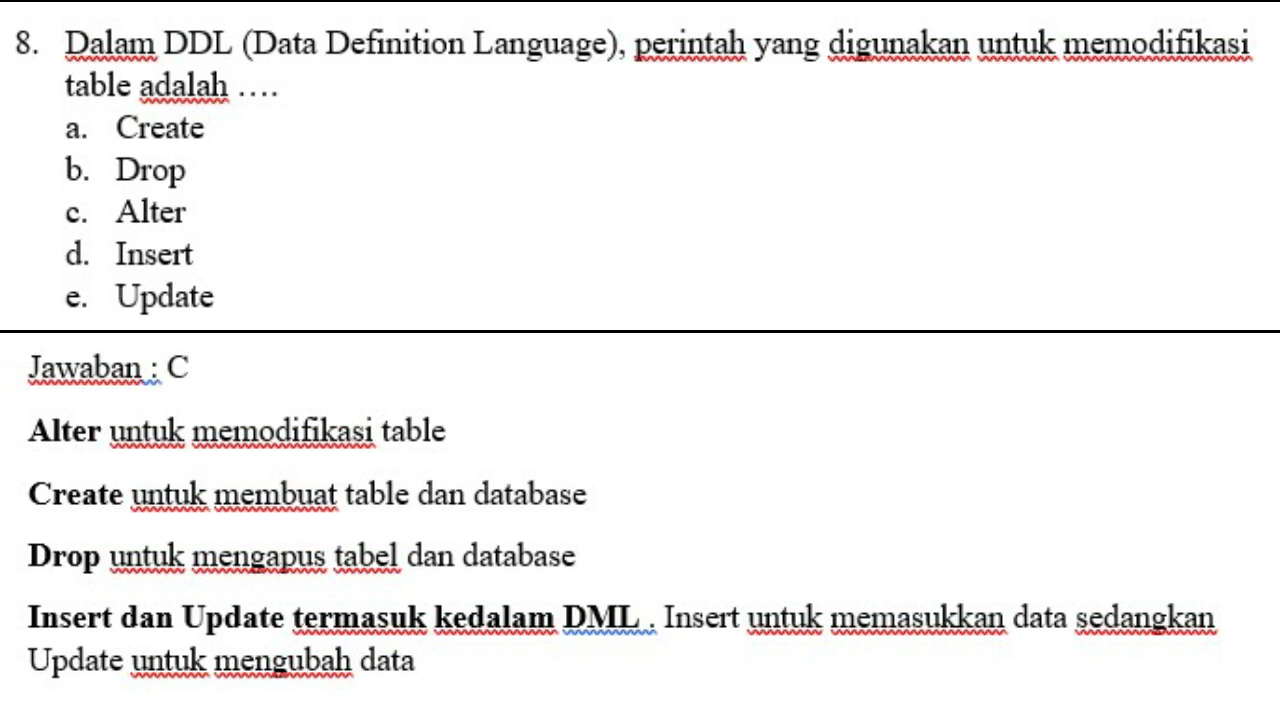 8. Dalam DDL (Data Definition Language), perintah yang digunakan untuk memodifikasi
table adalah ....
a. Create
b. Drop
c. Alter
d. Insert
e. Update
Jawaban : C
Alter untuk memodifikasi table
Create untuk membuat table dan database
Drop untuk mengapus tabel dan database
Insert dan Update termasuk kedalam DML . Insert untuk memasukkan data sedangkan
Update untuk mengubah data